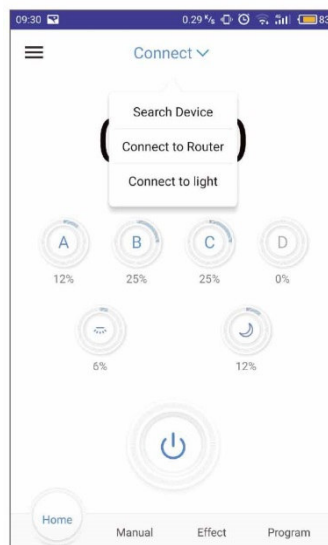 09:30 0.29 K/s 83
Connect
Search Device
Connect to Router
Connect to light
A B C D
12% 25% 25% 0%
6% 12%
Home Manual Effect Program